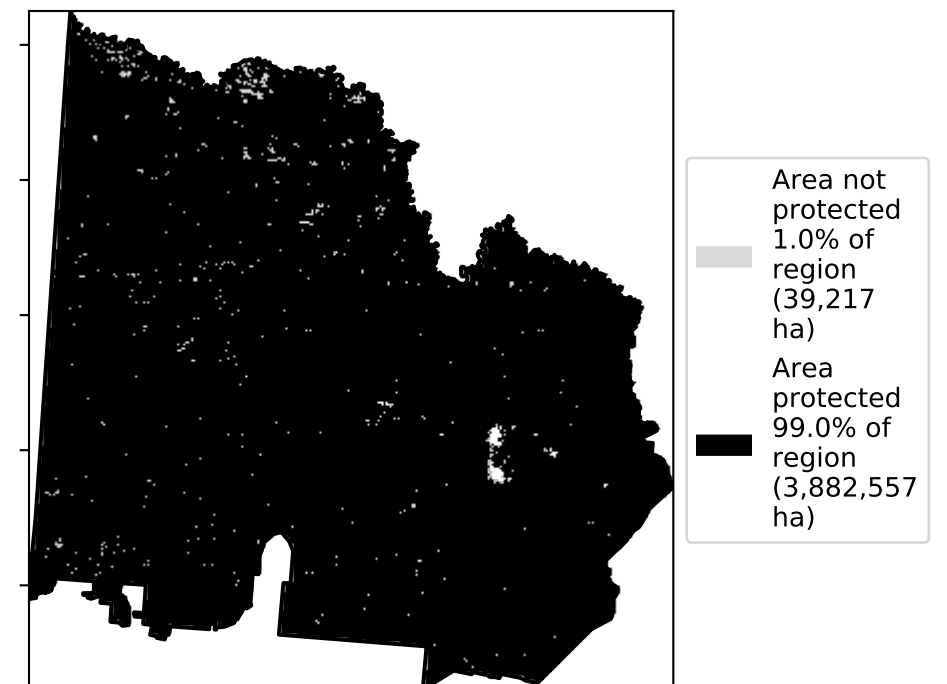 Area not
protected
1.0% of
region
(39,217
ha)
Area
protected
99.0% of
region
(3,882,557
ha)